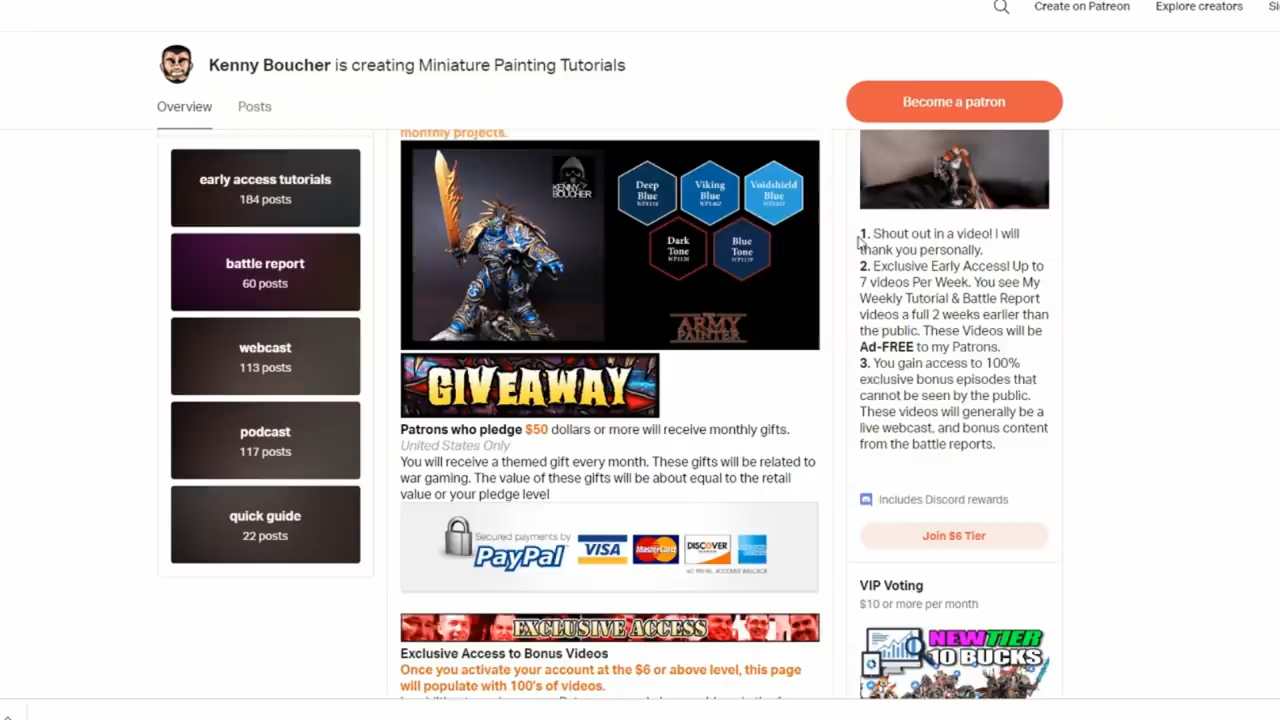 Create on Patreon
Explore creators
Kenny Boucher is creating Miniature Painting Tutorials
Overview
Posts
Become a patron
early access tutorials
184 posts
battle report
60 posts
webcast
113 posts
podcast
117 posts
quick guide
22 posts
monthly projects.
KENNY
BOUCHER
Deep
Blue
Viking
Blue
Voidshield
Blue
Dark
Tone
Blue
Tone
THE
ARMY
PAINTER
GIVEAWAY
Patrons who pledge $50 dollars or more will receive monthly gifts.
United States Only
You will receive a themed gift every month. These gifts will be related to
war gaming. The value of these gifts will be about equal to the retail
value or your pledge level
Secured payments by
PayPal
VISA
MasterCard
DISCOVER
EXCLUSIVE ACCESS
Exclusive Access to Bonus Videos
Once you activate your account at the $6 or above level, this page
will populate with 100's of videos.
1. Shout out in a video! I will
thank you personally.
2. Exclusive Early Access! Up to
7 videos Per Week. You see My
Weekly Tutorial & Battle Report
videos a full 2 weeks earlier than
the public. These Videos will be
Ad-FREE to my Patrons.
3. You gain access to 100%
exclusive bonus episodes that
cannot be seen by the public.
These videos will generally be a
live webcast, and bonus content
from the battle reports.
Includes Discord rewards
Join $6 Tier
VIP Voting
$10 or more per month
NEW TIER
10 BUCKS